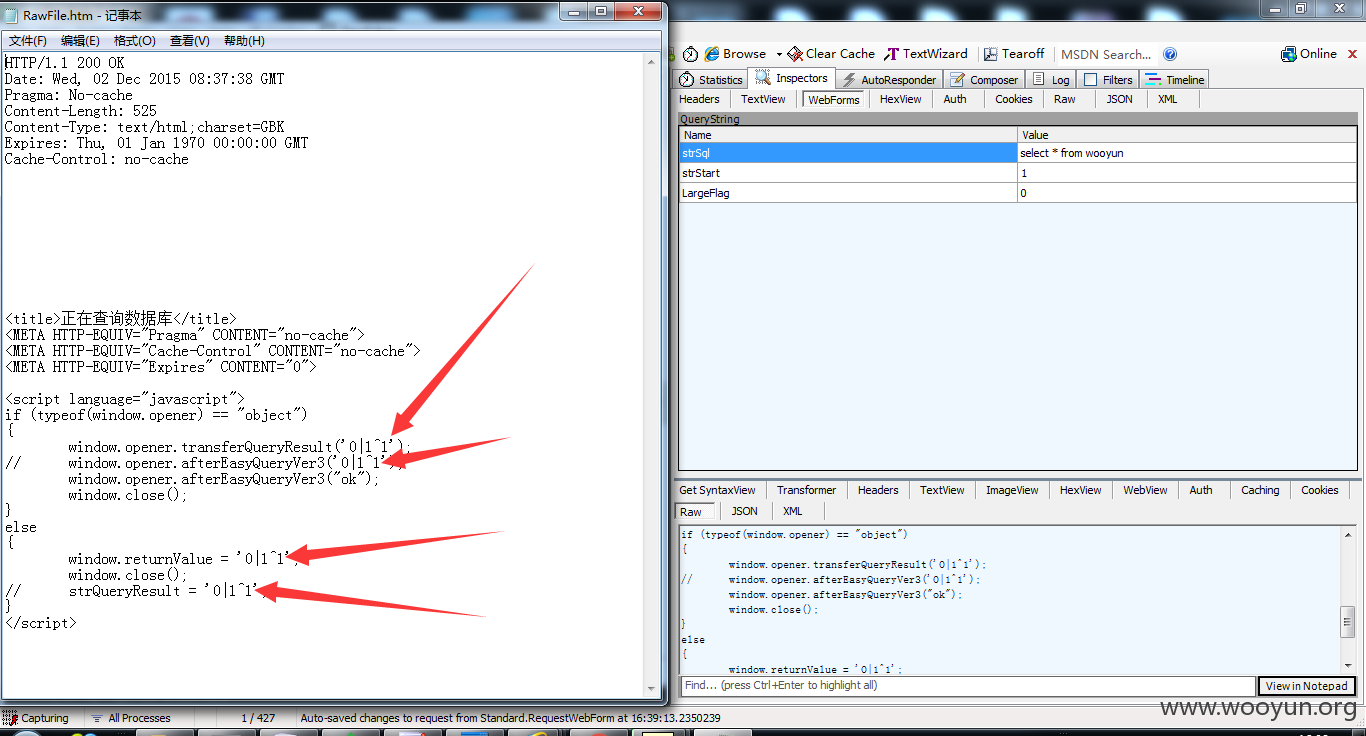 RawFile.htm - 记事本
文件(F) 编辑(E) 格式(O) 查看(V) 帮助(H)
HTTP/1.1 200 OK
Date: Wed, 02 Dec 2015 08:37:38 GMT
Pragma: No-cache
Content-Length: 525
Content-Type: text/html;charset=GBK
Expires: Thu, 01 Jan 1970 00:00:00 GMT
Cache-Control: no-cache
<title>正在查询数据库</title>
<META HTTP-EQUIV="Pragma" CONTENT="no-cache">
<META HTTP-EQUIV="Cache-Control" CONTENT="no-cache">
<META HTTP-EQUIV="Expires" CONTENT="0">
<script language="javascript">
if (typeof(window.opener) == "object")
{
window.opener.transferQueryResult('0|1^1');
// window.opener.afterEasyQueryVer3('0|1^1');
window.opener.afterEasyQueryVer3("ok");
window.close();
}
else
{
window.returnValue = '0|1^1';
window.close();
// strQueryResult = '0|1^1';
}
</script>
Browse Clear Cache TextWizard Tearoff MSDN Search... Online
Statistics Inspectors AutoResponder Composer Log Filters Timeline
Headers TextView WebForms HexView Auth Cookies Raw JSON XML
QueryString
Name Value
strSql select * from wooyun
strStart 1
LargeFlag 0
Get SyntaxView Transformer Headers TextView ImageView HexView WebView Auth Caching Cookies
Raw JSON XML
if (typeof(window.opener) == "object")
{
window.opener.transferQueryResult('0|1^1');
// window.opener.afterEasyQueryVer3('0|1^1');
window.opener.afterEasyQueryVer3("ok");
window.close();
}
else
{
window.returnValue = '0|1^1';
Find... (press Ctrl+Enter to highlight all) View in Notepad
Capturing All Processes 1 / 427 Auto-saved changes to request from Standard.RequestWebForm at 16:39:13.2350239
www.wooyun.org